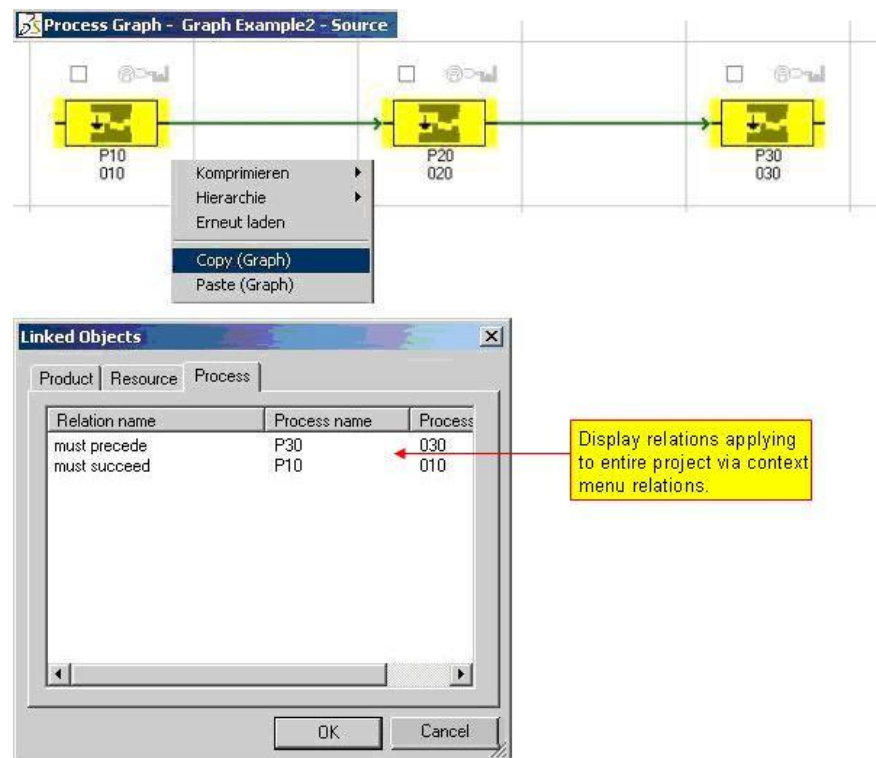 Process Graph - Graph Example2 - Source
P10
010
P20
020
P30
030
Komprimieren
Hierarchie
Erneut laden
Copy (Graph)
Paste (Graph)
Linked Objects
Product Resource Process
Relation name Process name Process
must precede P30 030
must succeed P10 010
Display relations applying
to entire project via context
menu relations.
OK Cancel